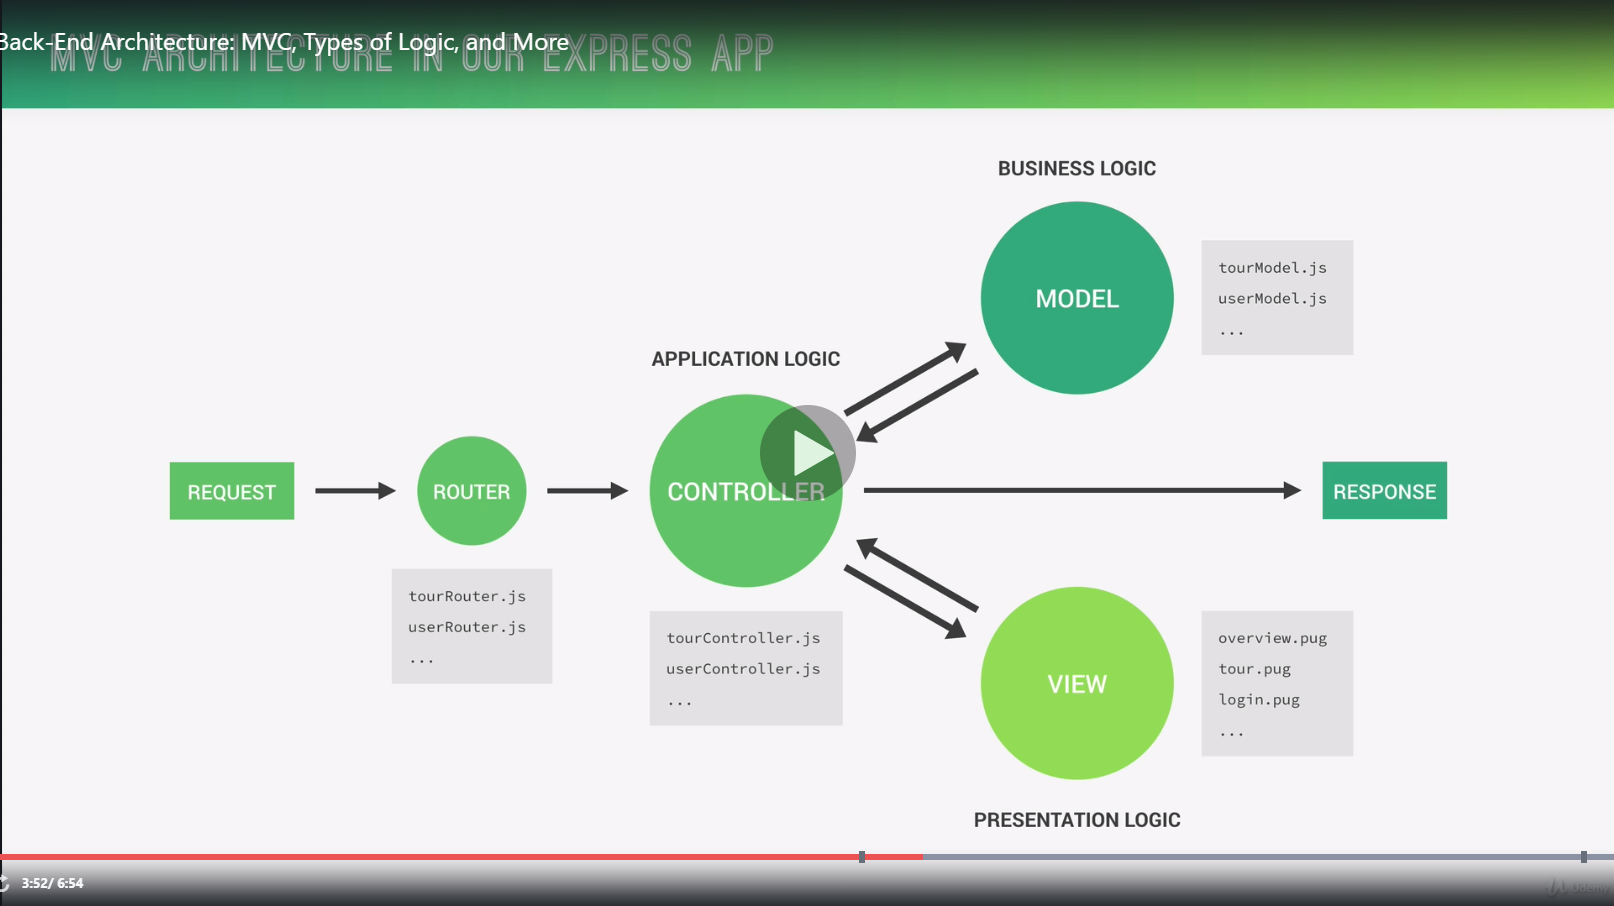 Back-End Architecture: MVC, Types of Logic, and More
MVC ARCHITECTURE IN OUR EXPRESS APP
BUSINESS LOGIC
MODEL
tourModel.js
userModel.js
...
APPLICATION LOGIC
REQUEST
ROUTER
CONTROLLER
RESPONSE
tourRouter.js
userRouter.js
...
tourController.js
userController.js
...
VIEW
overview.pug
tour.pug
login.pug
...
PRESENTATION LOGIC
3:52/ 6:54
Udemy